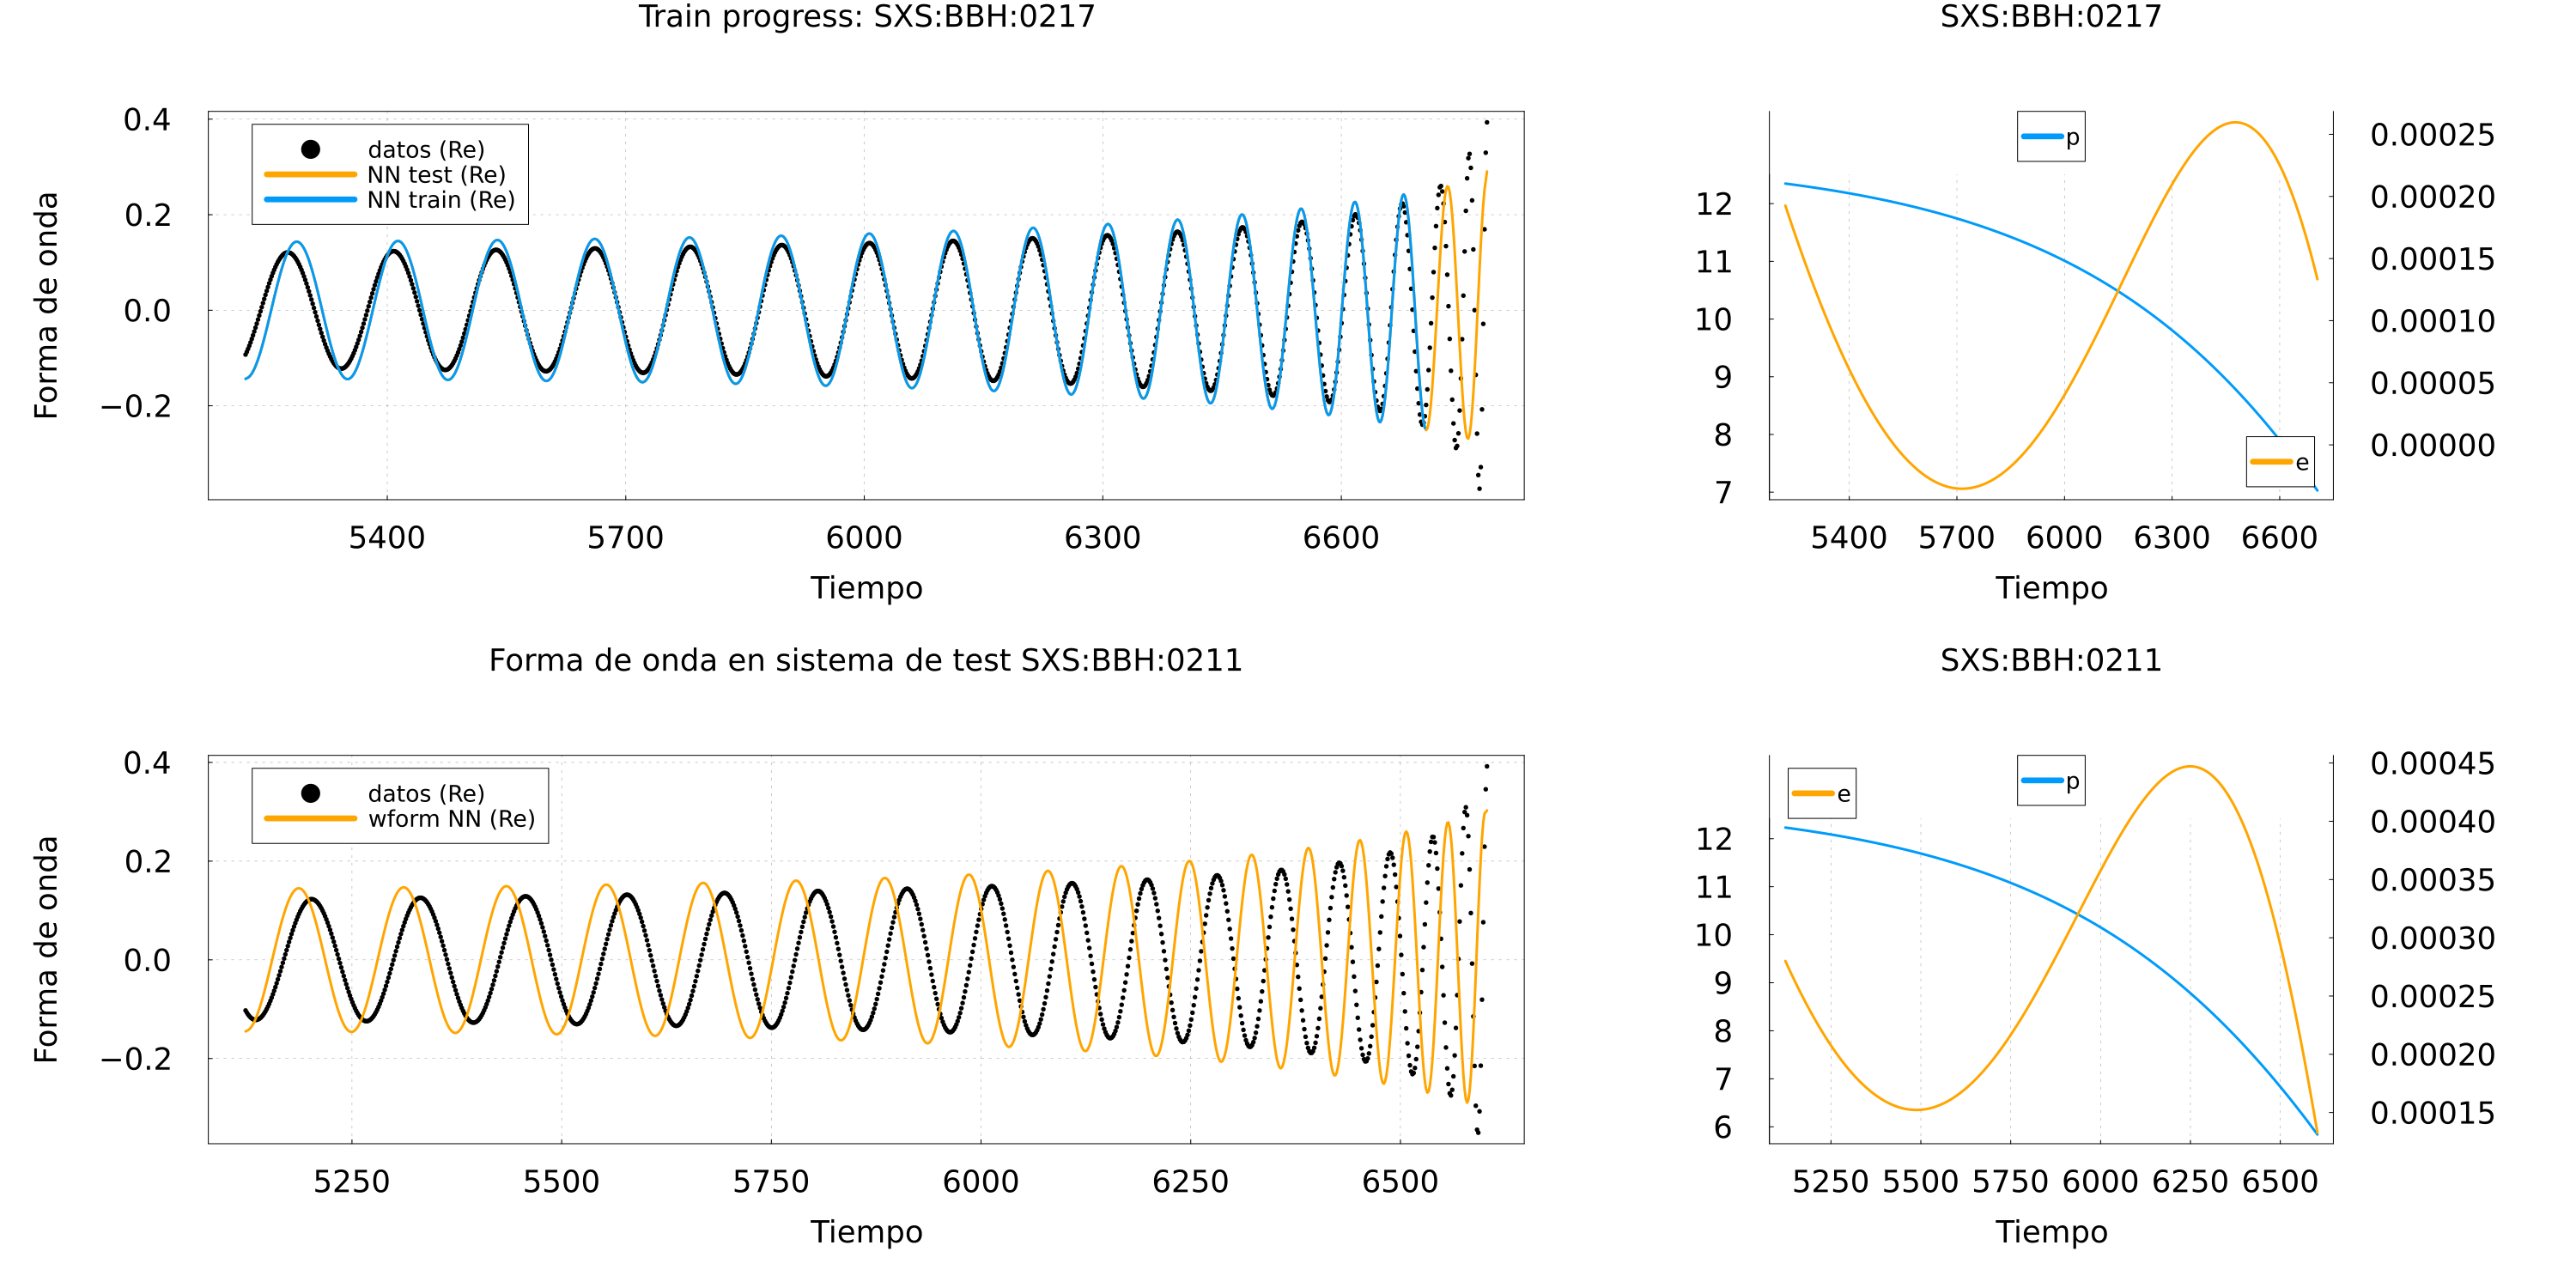 Train progress: SXS:BBH:0217
Forma de onda
0.4
0.2
0.0
−0.2
datos (Re)
NN test (Re)
NN train (Re)
5400 5700 6000 6300 6600
Tiempo
SXS:BBH:0217
12
11
10
9
8
7
p
e
0.00025
0.00020
0.00015
0.00010
0.00005
0.00000
5400 5700 6000 6300 6600
Tiempo
Forma de onda en sistema de test SXS:BBH:0211
Forma de onda
0.4
0.2
0.0
−0.2
datos (Re)
wform NN (Re)
5250 5500 5750 6000 6250 6500
Tiempo
SXS:BBH:0211
12
11
10
9
8
7
6
e
p
0.00045
0.00040
0.00035
0.00030
0.00025
0.00020
0.00015
5250 5500 5750 6000 6250 6500
Tiempo